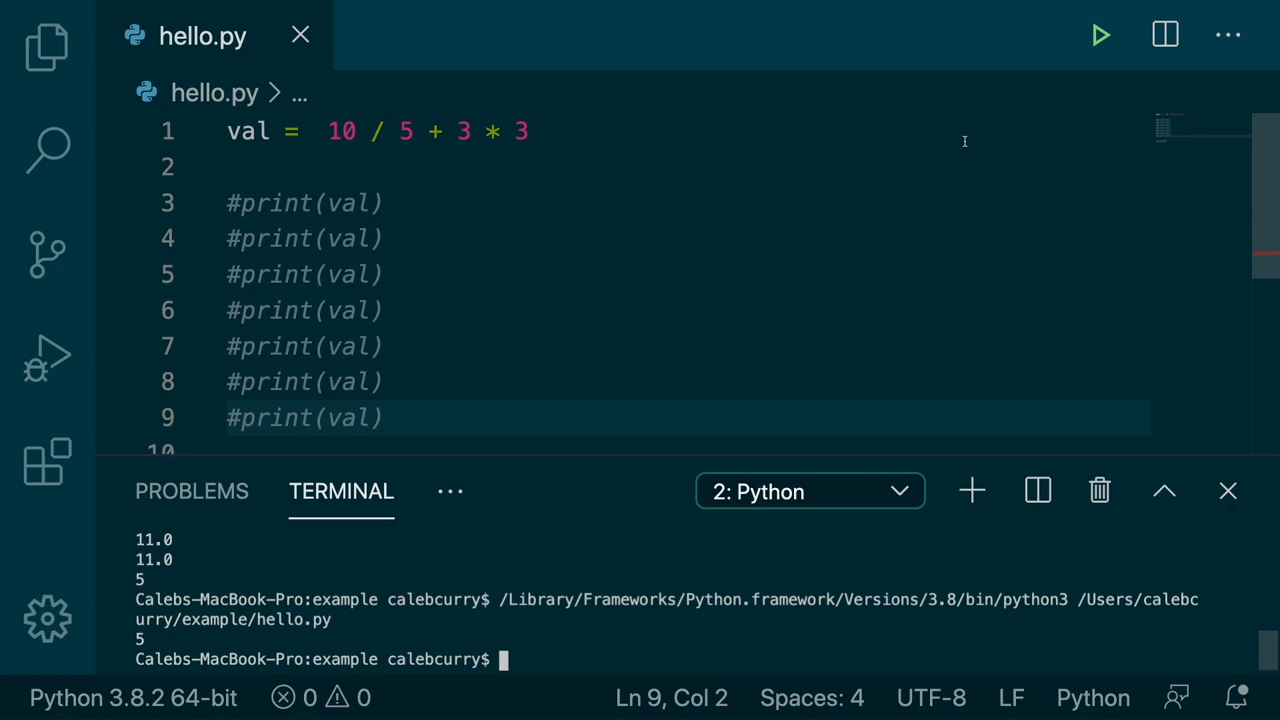 hello.py
hello.py > ...
1 val =  10 / 5 + 3 * 3
2
3 #print(val)
4 #print(val)
5 #print(val)
6 #print(val)
7 #print(val)
8 #print(val)
9 #print(val)
10
PROBLEMS TERMINAL ... 2: Python
11.0
11.0
5
Calebs-MacBook-Pro:example calebcurry$ /Library/Frameworks/Python.framework/Versions/3.8/bin/python3 /Users/calebc
urry/example/hello.py
5
Calebs-MacBook-Pro:example calebcurry$
Python 3.8.2 64-bit 0 0 Ln 9, Col 2 Spaces: 4 UTF-8 LF Python